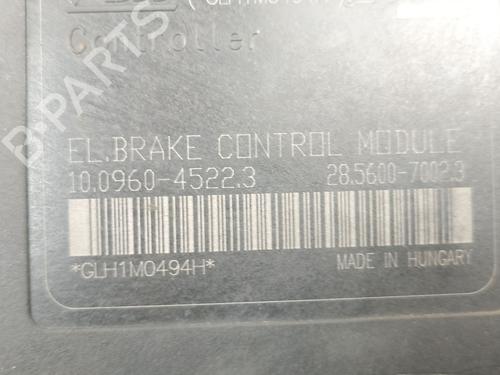 Controller
EL.BRAKE CONTROL MODULE
10.0960-4522.3 28.5600-7002.3
*GLH1M0494H*
MADE IN HUNGARY
B-PARTS